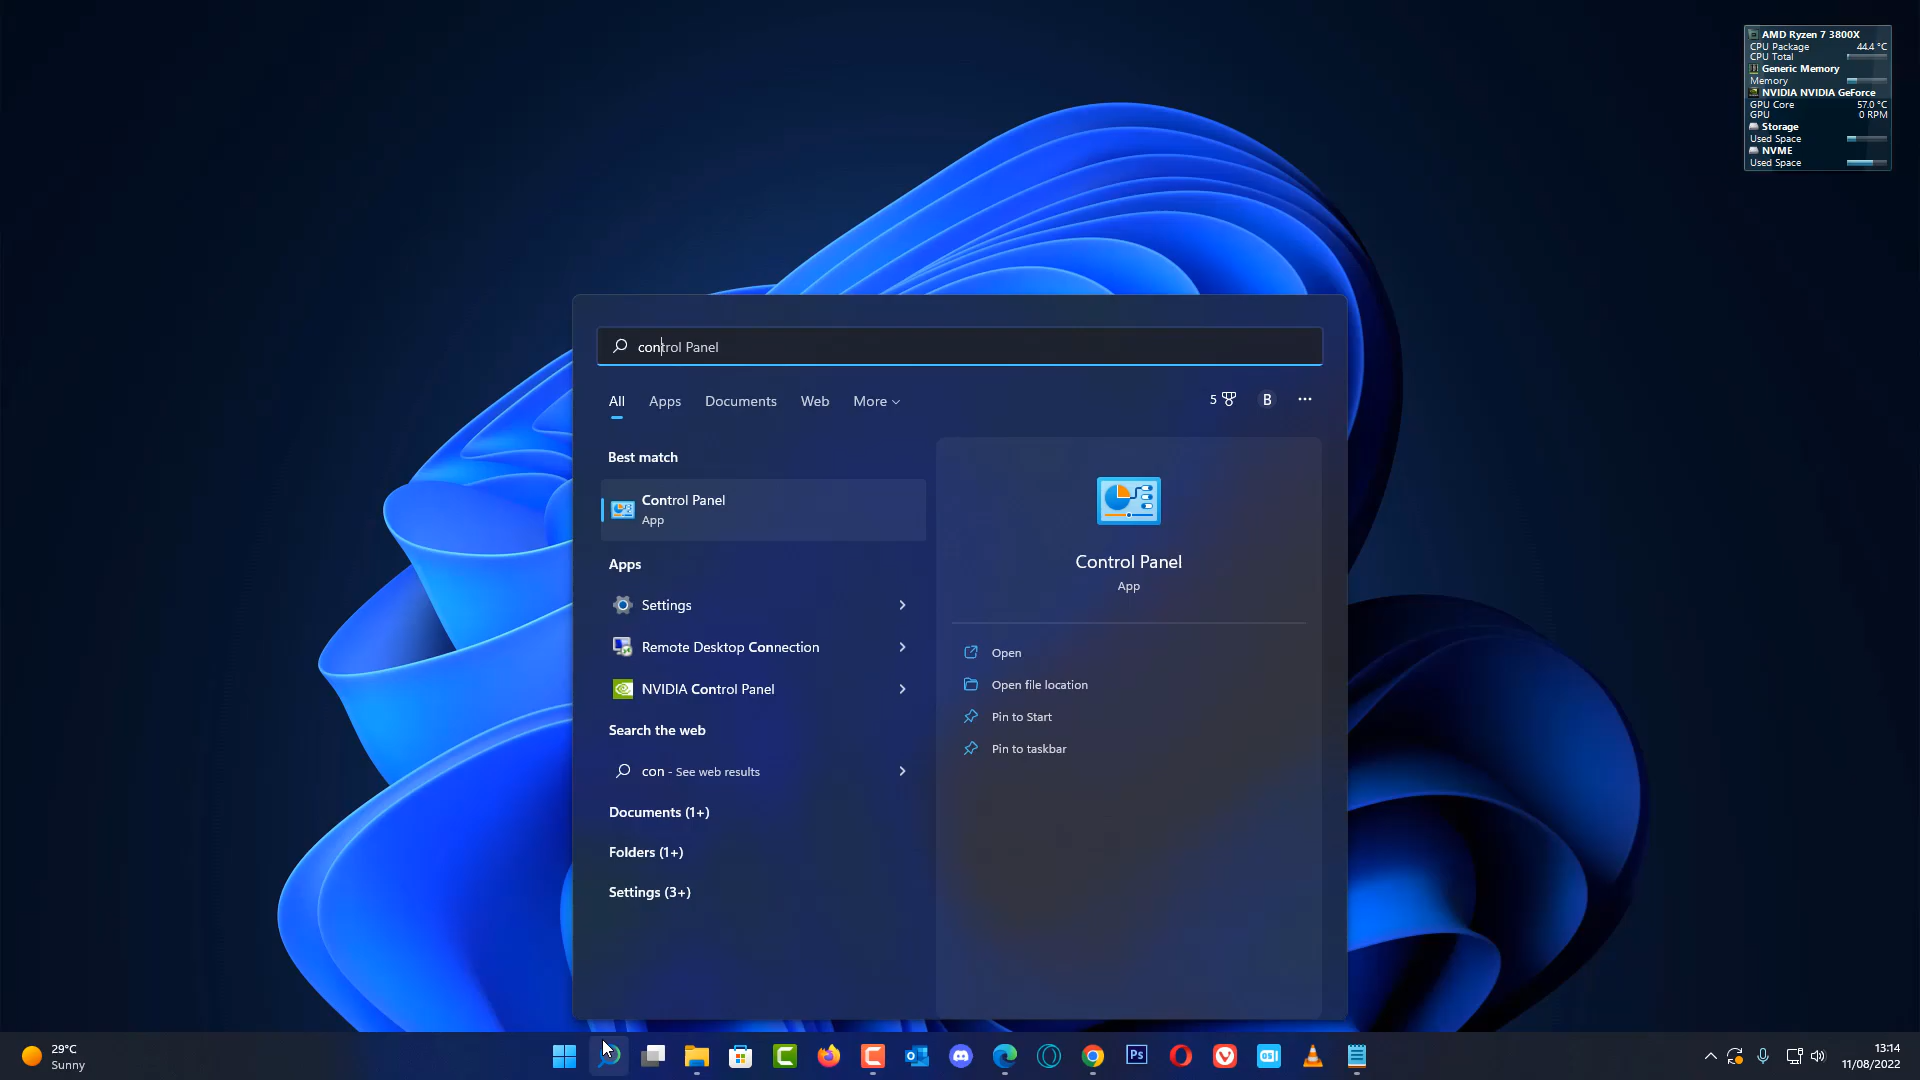 AMD Ryzen 7 3800X
CPU Package 44.4 °C
CPU Total
Generic Memory
Memory
NVIDIA NVIDIA GeForce
GPU Core 57.0 °C
GPU 0 RPM
Storage
Used Space
NVME
Used Space
control Panel
All Apps Documents Web More 5 B
Best match
Control Panel
App
Apps
Settings
Remote Desktop Connection
NVIDIA Control Panel
Search the web
con - See web results
Documents (1+)
Folders (1+)
Settings (3+)
Control Panel
App
Open
Open file location
Pin to Start
Pin to taskbar
29°C
Sunny
Ps
13:14
11/08/2022